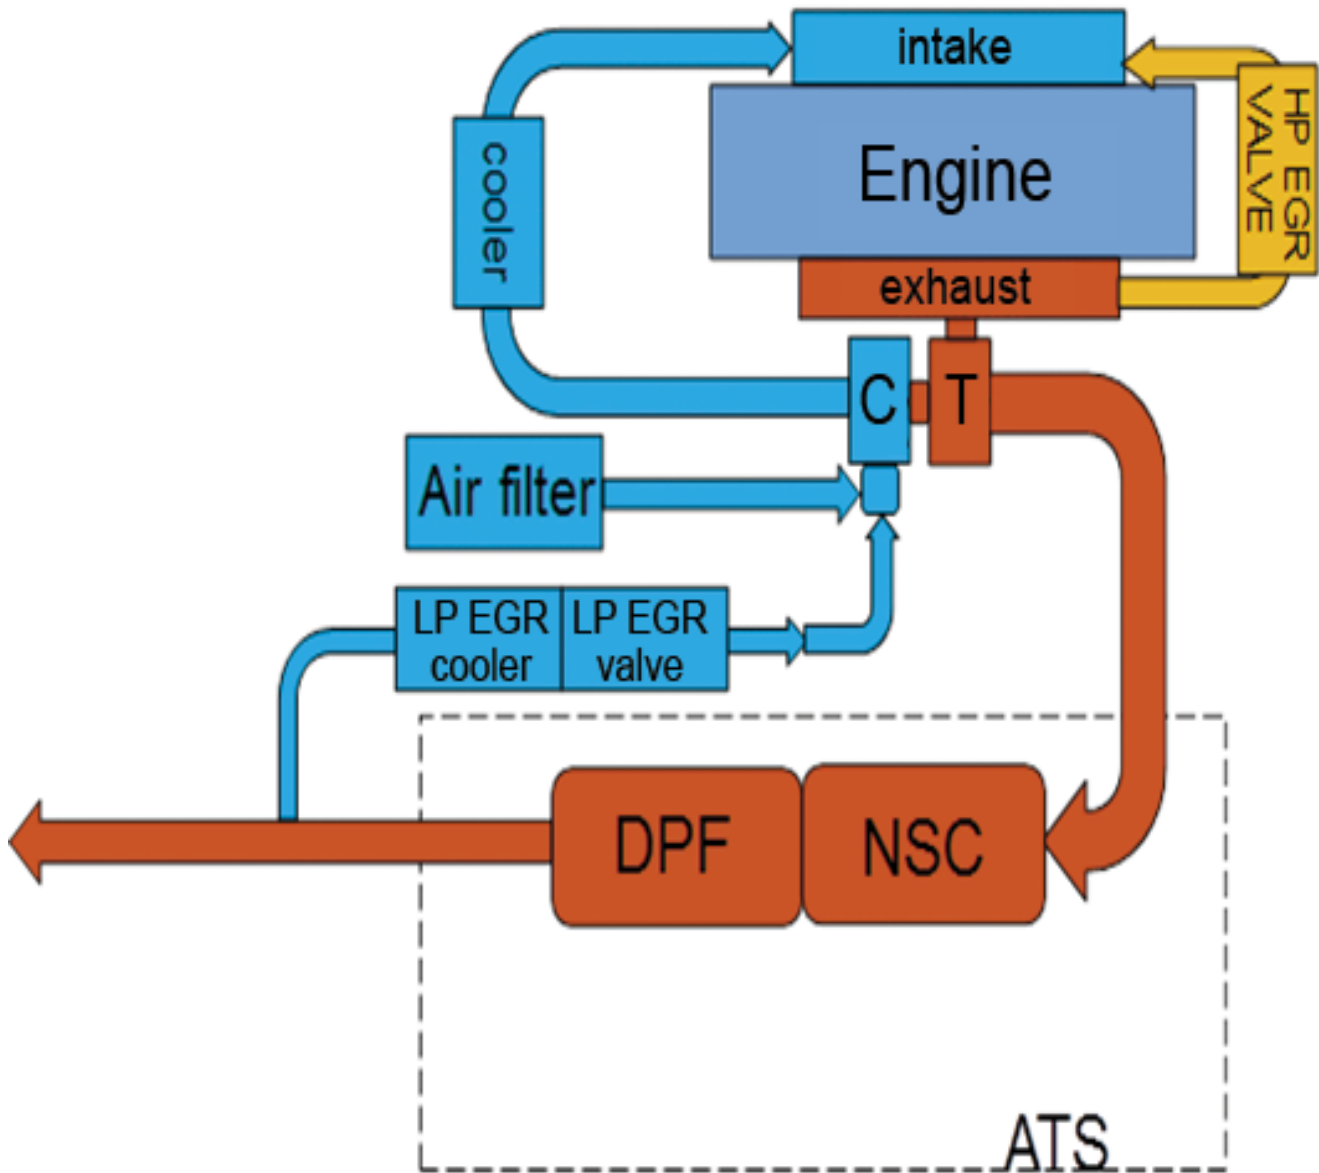 intake
Engine
exhaust
HP EGR
VALVE
cooler
C
T
Air filter
LP EGR
cooler
LP EGR
valve
DPF
NSC
ATS